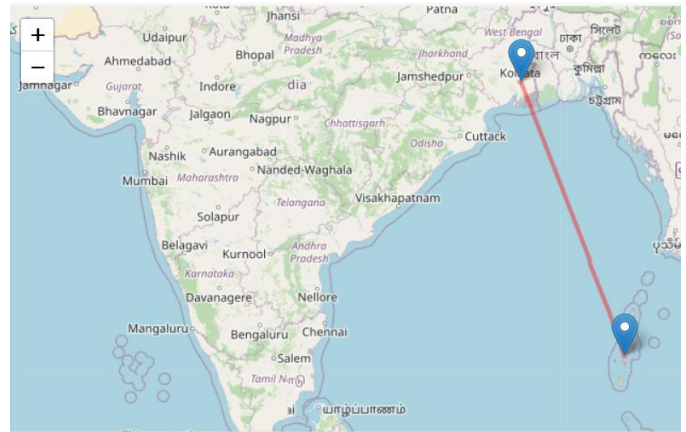 Jhansi
Patna
+
Udaipur
Madhya
Pradesh
West Bengal
ঢাকা
সিলেট
−
Ahmedabad
Bhopal
Jharkhand
বাংল
Jamnagar
Gujarat
Indore
dia
Jamshedpur
Kolkata
কুমিল্লা
Bhavnagar
Jalgaon
Nagpur
Chhattisgarh
চট্টগ্রাম
Nashik
Aurangabad
Odisha
Cuttack
Mumbai
Maharashtra
Nanded-Waghala
Solapur
Telangana
Visakhapatnam
Belagavi
Kurnool
Andhra
Pradesh
Karnataka
Davanagere
Nellore
Mangaluru
Bengaluru
Chennai
Salem
Tamil N
யாழ்ப்பாணம்